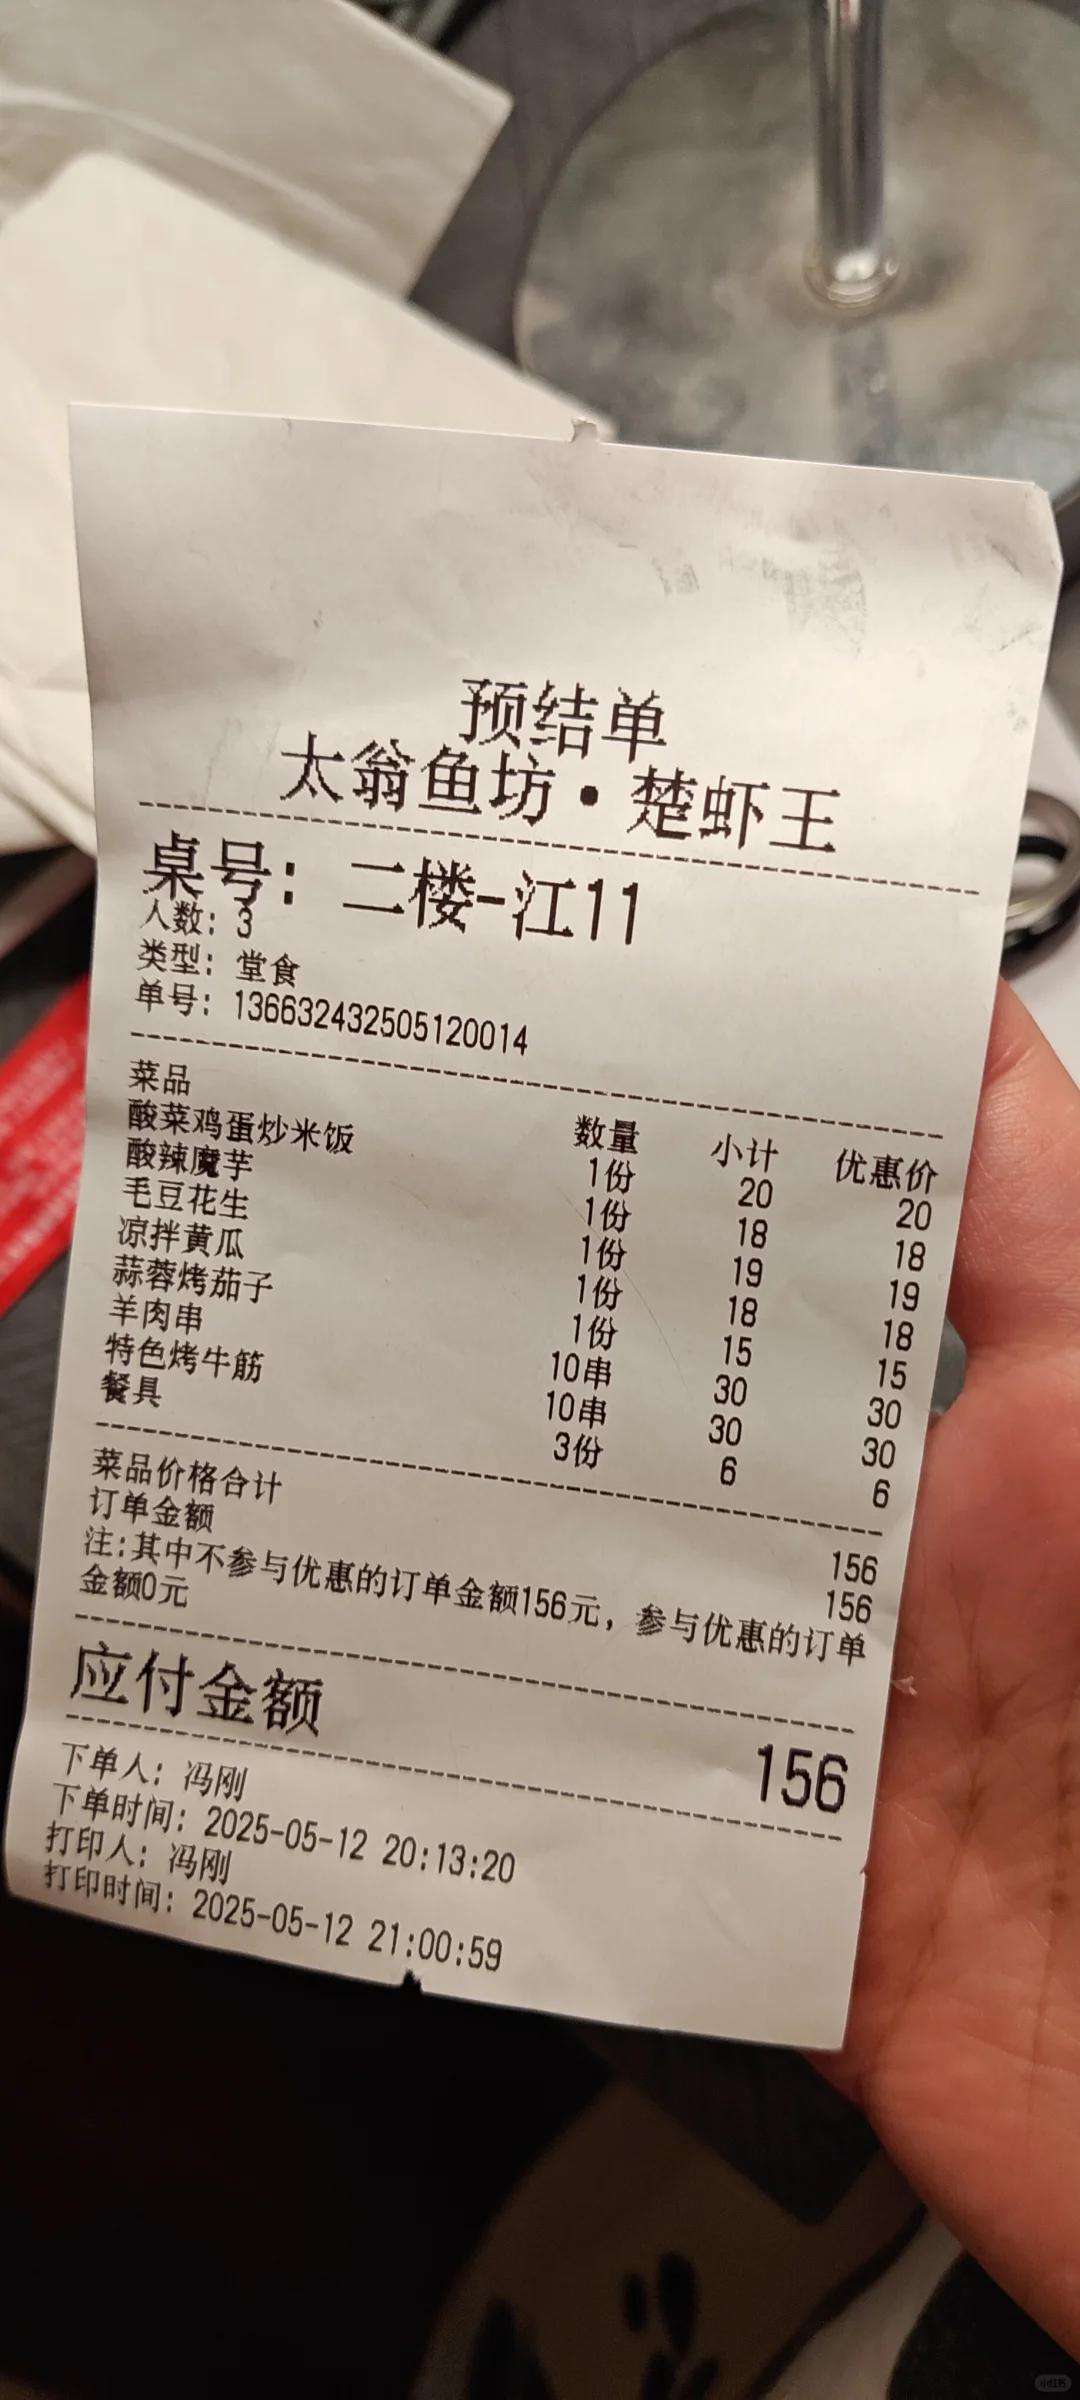 预结单
太翁鱼坊·楚虾王
桌号：二楼-江11
人数：3
类型：堂食
单号：136632432505120014
菜品 数量 小计 优惠价
酸菜鸡蛋炒米饭 1份 20 20
酸辣魔芋 1份 18 18
毛豆花生 1份 19 19
凉拌黄瓜 1份 18 18
蒜蓉烤茄子 1份 15 15
羊肉串 10串 30 30
特色烤牛筋 10串 30 30
餐具 3份 6 6
菜品价格合计 156
订单金额 156
注:其中不参与优惠的订单金额156元，参与优惠的订单
金额0元
应付金额 156
下单人：冯刚
下单时间：2025-05-12 20:13:20
打印人：冯刚
打印时间：2025-05-12 21:00:59
小红书